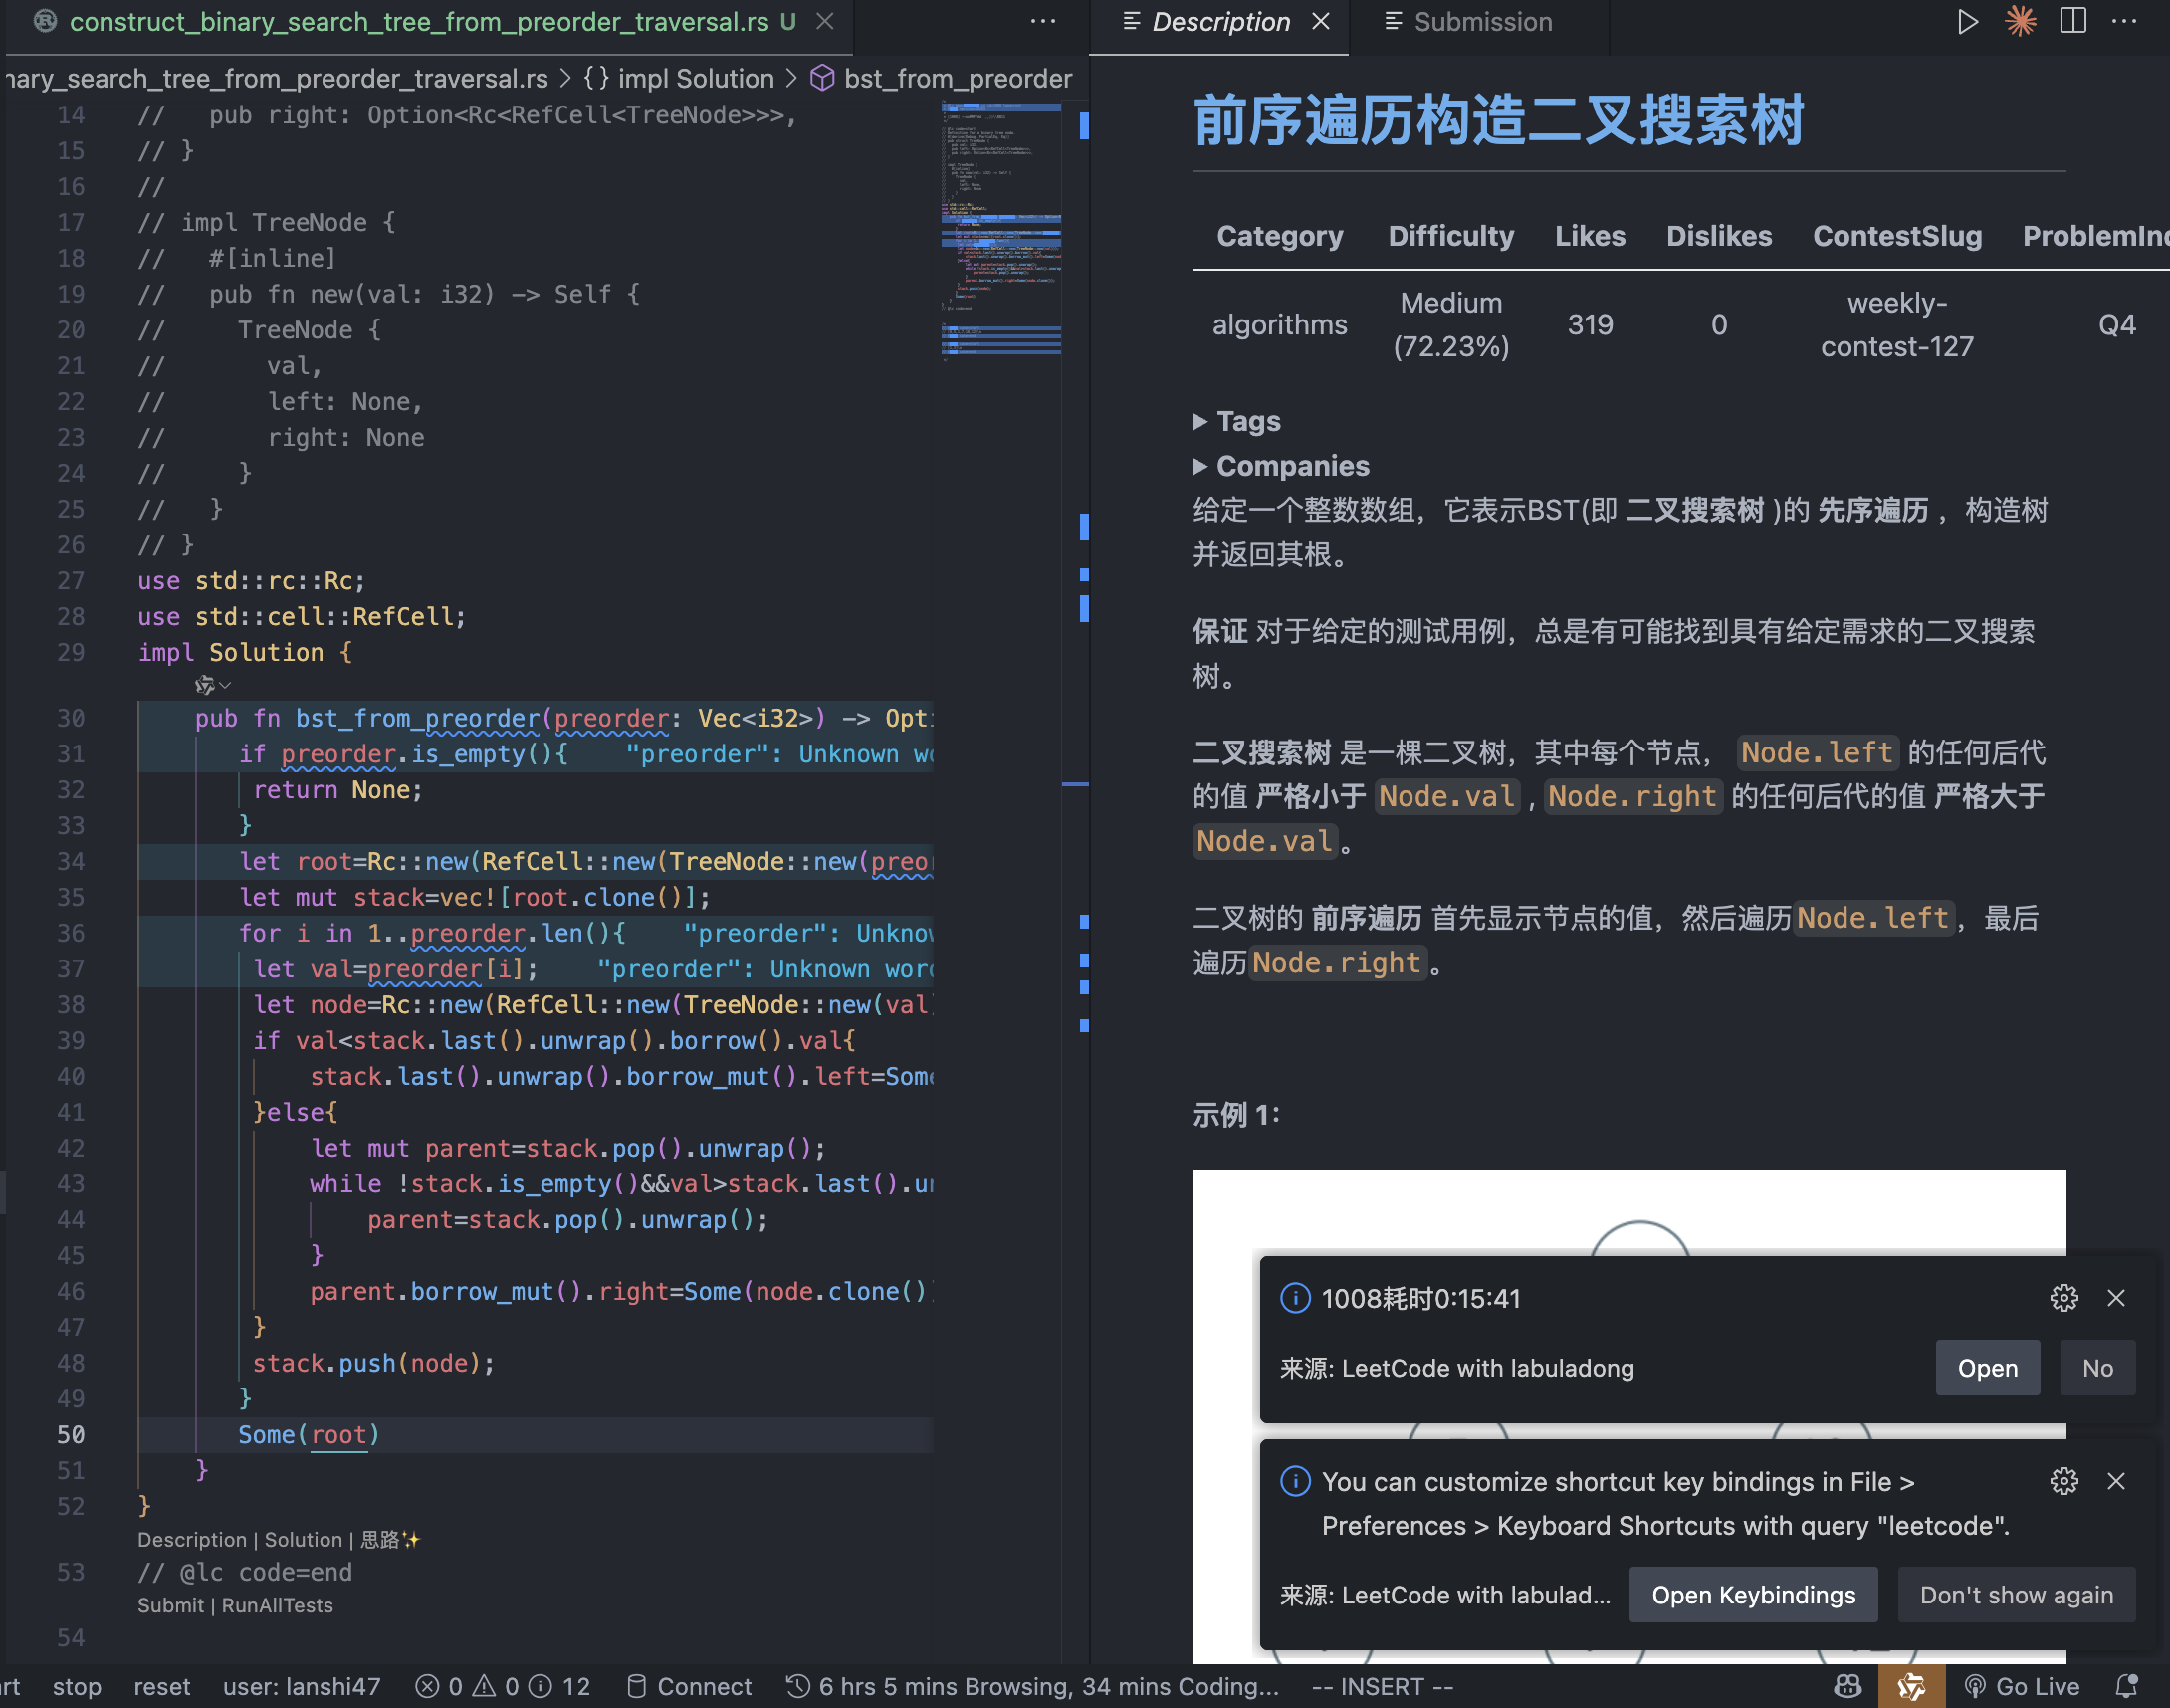 construct_binary_search_tree_from_preorder_traversal.rs U
Description
Submission
nary_search_tree_from_preorder_traversal.rs > {} impl Solution > bst_from_preorder
14 //   pub right: Option<Rc<RefCell<TreeNode>>>,
15 // }
16 //
17 // impl TreeNode {
18 //   #[inline]
19 //   pub fn new(val: i32) -> Self {
20 //     TreeNode {
21 //       val,
22 //       left: None,
23 //       right: None
24 //     }
25 //   }
26 // }
27 use std::rc::Rc;
28 use std::cell::RefCell;
29 impl Solution {
30 pub fn bst_from_preorder(preorder: Vec<i32>) -> Opti
31 if preorder.is_empty(){    "preorder": Unknown wo
32 return None;
33 }
34 let root=Rc::new(RefCell::new(TreeNode::new(preor
35 let mut stack=vec![root.clone()];
36 for i in 1..preorder.len(){    "preorder": Unknow
37 let val=preorder[i];    "preorder": Unknown word
38 let node=Rc::new(RefCell::new(TreeNode::new(val)
39 if val<stack.last().unwrap().borrow().val{
40 stack.last().unwrap().borrow_mut().left=Some
41 }else{
42 let mut parent=stack.pop().unwrap();
43 while !stack.is_empty()&&val>stack.last().un
44 parent=stack.pop().unwrap();
45 }
46 parent.borrow_mut().right=Some(node.clone())
47 }
48 stack.push(node);
49 }
50 Some(root)
51 }
52 }
Description | Solution | 思路✨
53 // @lc code=end
Submit | RunAllTests
54
前序遍历构造二叉搜索树
Category Difficulty Likes Dislikes ContestSlug ProblemInd
algorithms Medium (72.23%) 319 0 weekly-contest-127 Q4
▶ Tags
▶ Companies
给定一个整数数组，它表示BST(即 二叉搜索树 )的 先序遍历 ，构造树
并返回其根。
保证 对于给定的测试用例，总是有可能找到具有给定需求的二叉搜索
树。
二叉搜索树 是一棵二叉树，其中每个节点， Node.left 的任何后代
的值 严格小于 Node.val , Node.right 的任何后代的值 严格大于
Node.val。
二叉树的 前序遍历 首先显示节点的值，然后遍历Node.left，最后
遍历Node.right。
示例 1：
1008耗时0:15:41
来源: LeetCode with labuladong
Open
No
You can customize shortcut key bindings in File >
Preferences > Keyboard Shortcuts with query "leetcode".
来源: LeetCode with labulad...
Open Keybindings
Don't show again
rt stop reset user: lanshi47 0 0 12 Connect 6 hrs 5 mins Browsing, 34 mins Coding... -- INSERT -- Go Live